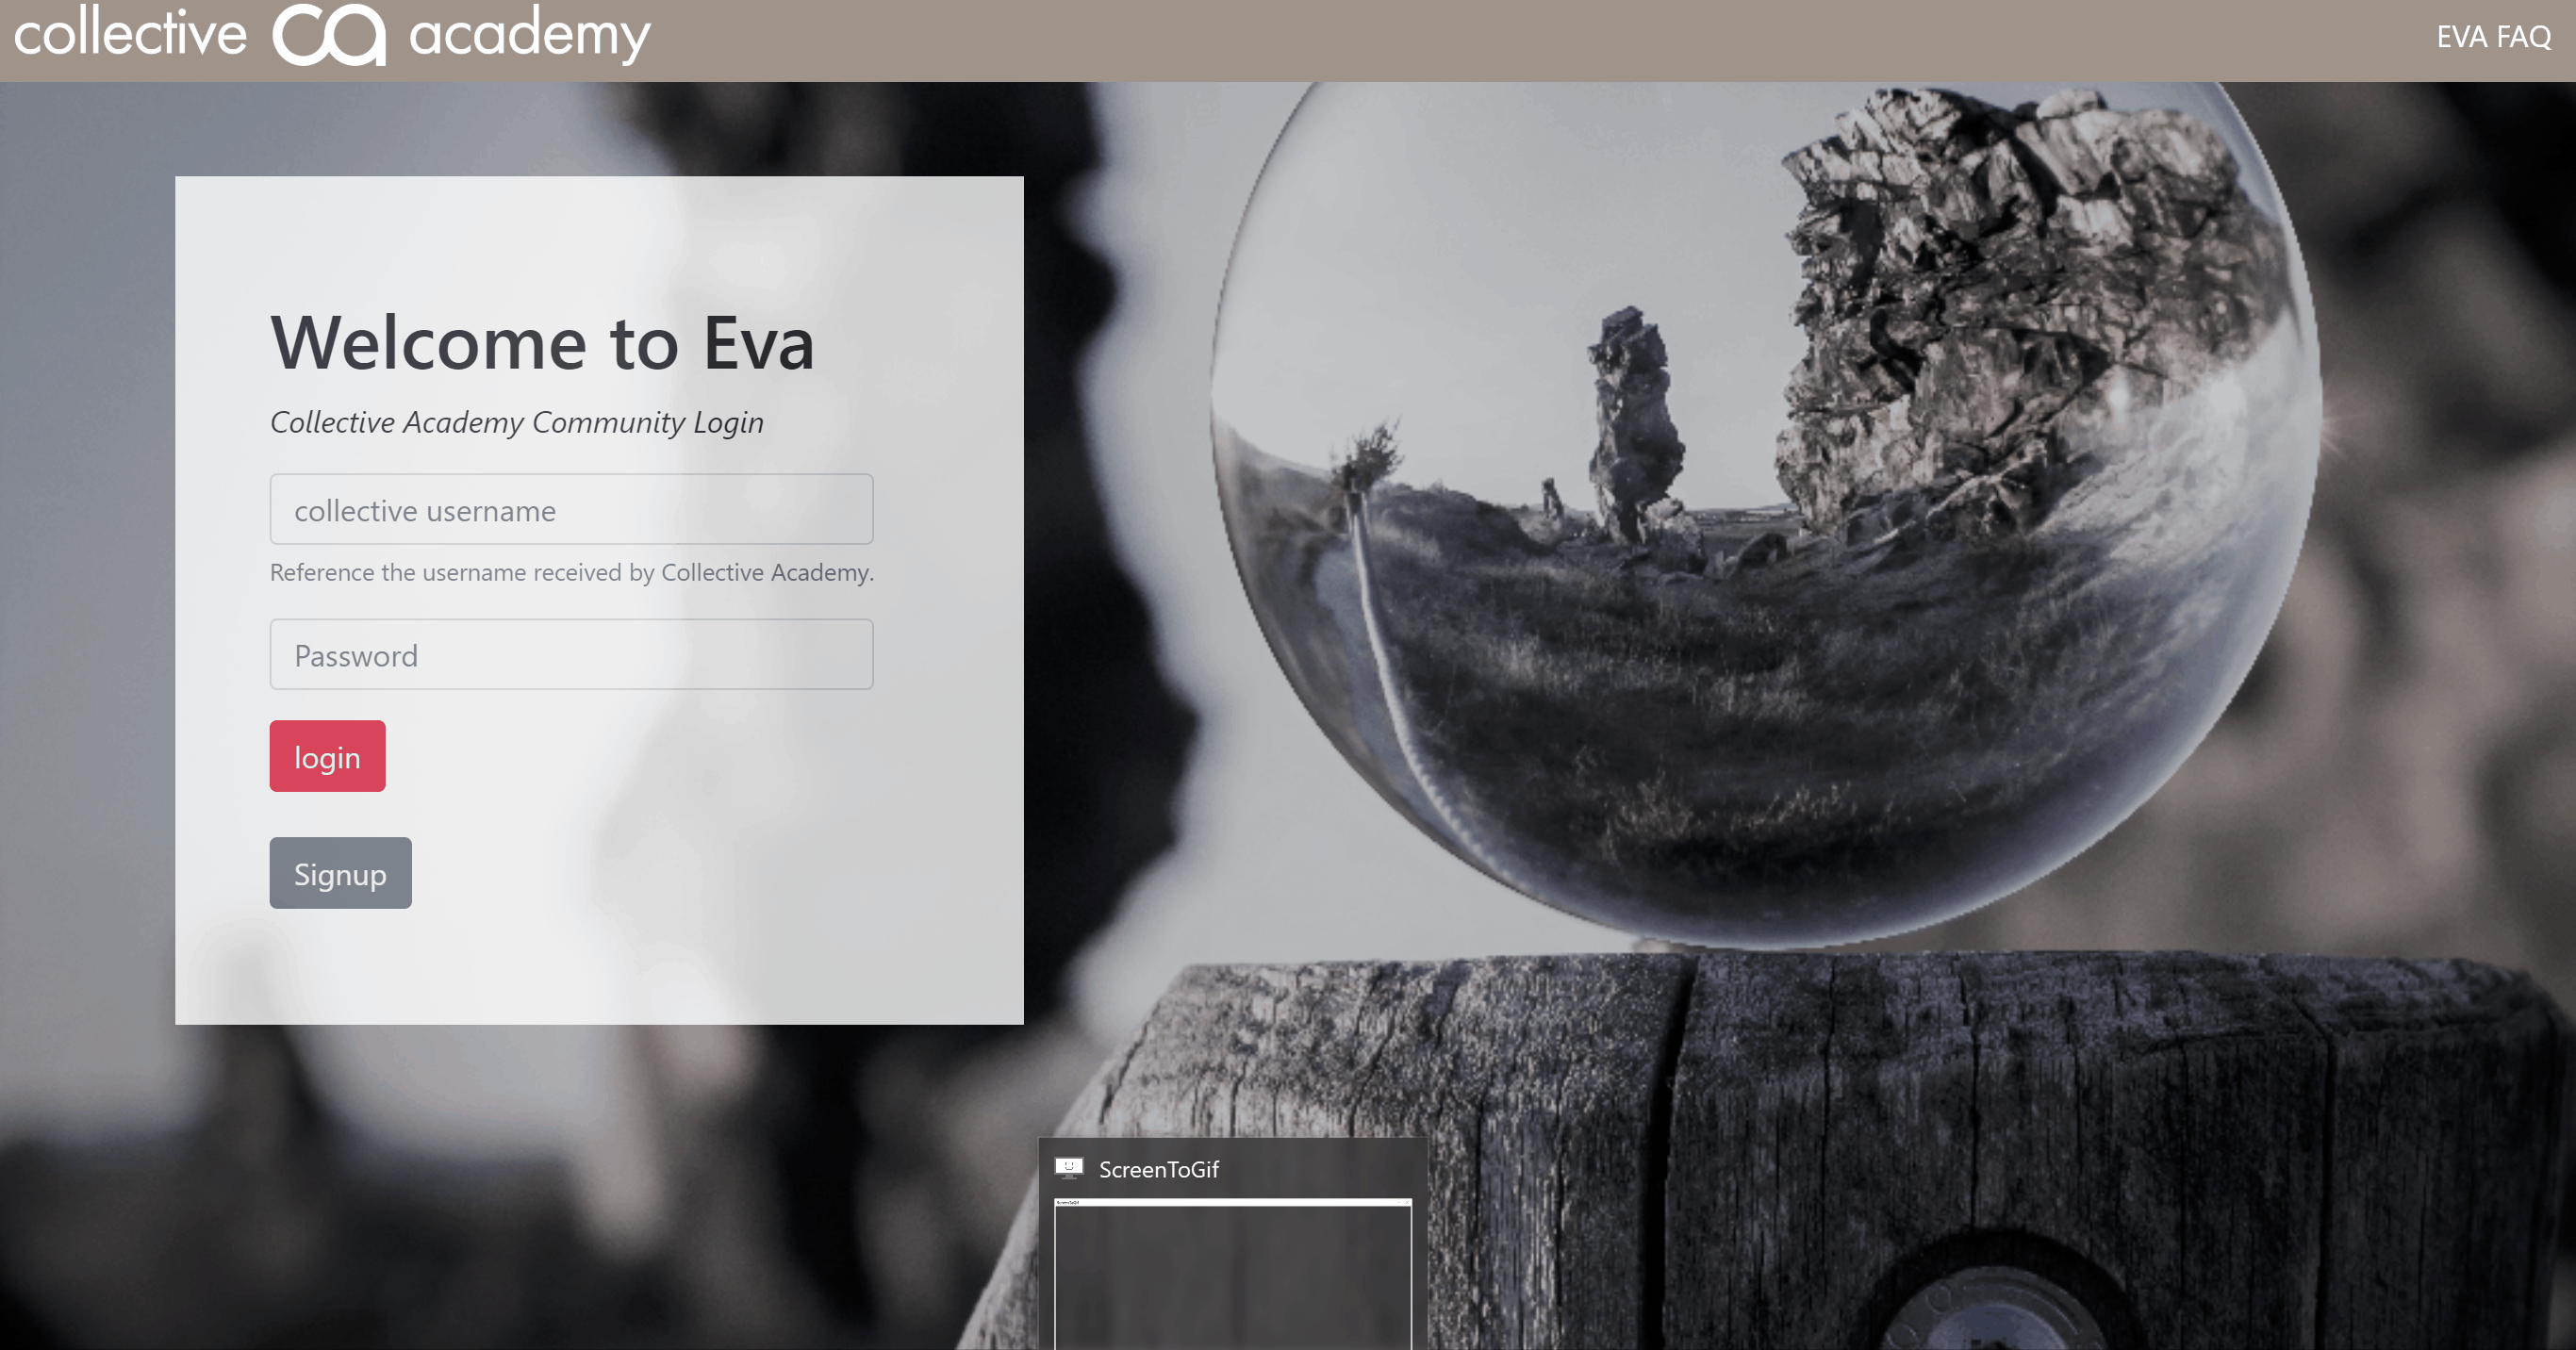 collective ca academy
EVA FAQ
Welcome to Eva
Collective Academy Community Login
collective username
Reference the username received by Collective Academy.
Password
login
Signup
ScreenToGif